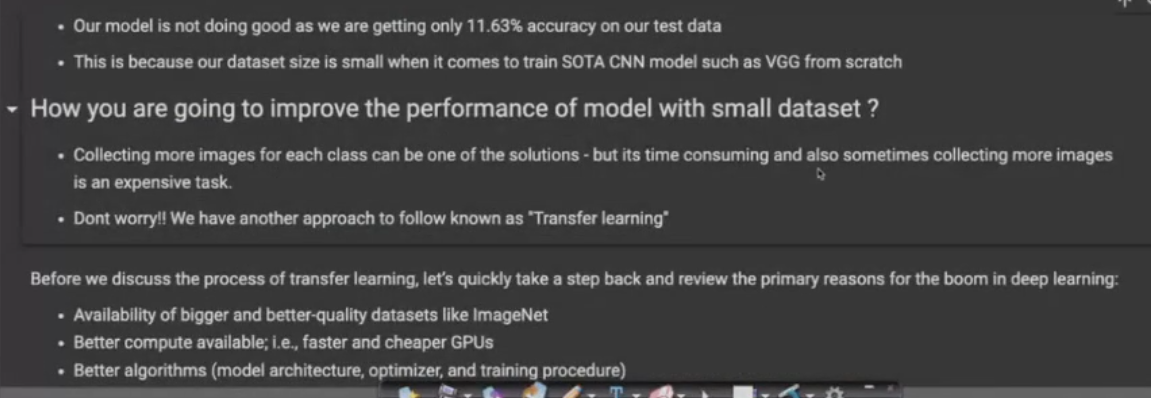 Our model is not doing good as we are getting only 11.63% accuracy on our test data
This is because our dataset size is small when it comes to train SOTA CNN model such as VGG from scratch
How you are going to improve the performance of model with small dataset ?
Collecting more images for each class can be one of the solutions - but its time consuming and also sometimes collecting more images
is an expensive task.
Dont worry!! We have another approach to follow known as "Transfer learning"
Before we discuss the process of transfer learning, let's quickly take a step back and review the primary reasons for the boom in deep learning:
Availability of bigger and better-quality datasets like ImageNet
Better compute available; i.e., faster and cheaper GPUs
Better algorithms (model architecture, optimizer, and training procedure)